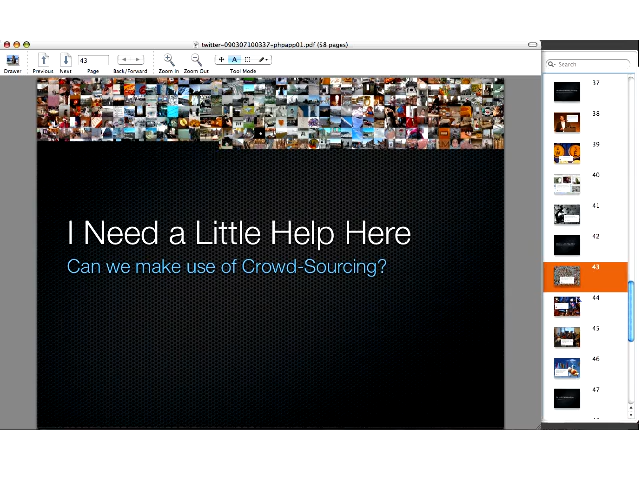 twitter-090307100337-phpapp01.pdf (58 pages)
43
Drawer
Previous
Next
Page
Back/Forward
Zoom In
Zoom Out
A
Tool Mode
Search
I Need a Little Help Here
Can we make use of Crowd-Sourcing?
37
38
39
40
41
42
43
44
45
46
47